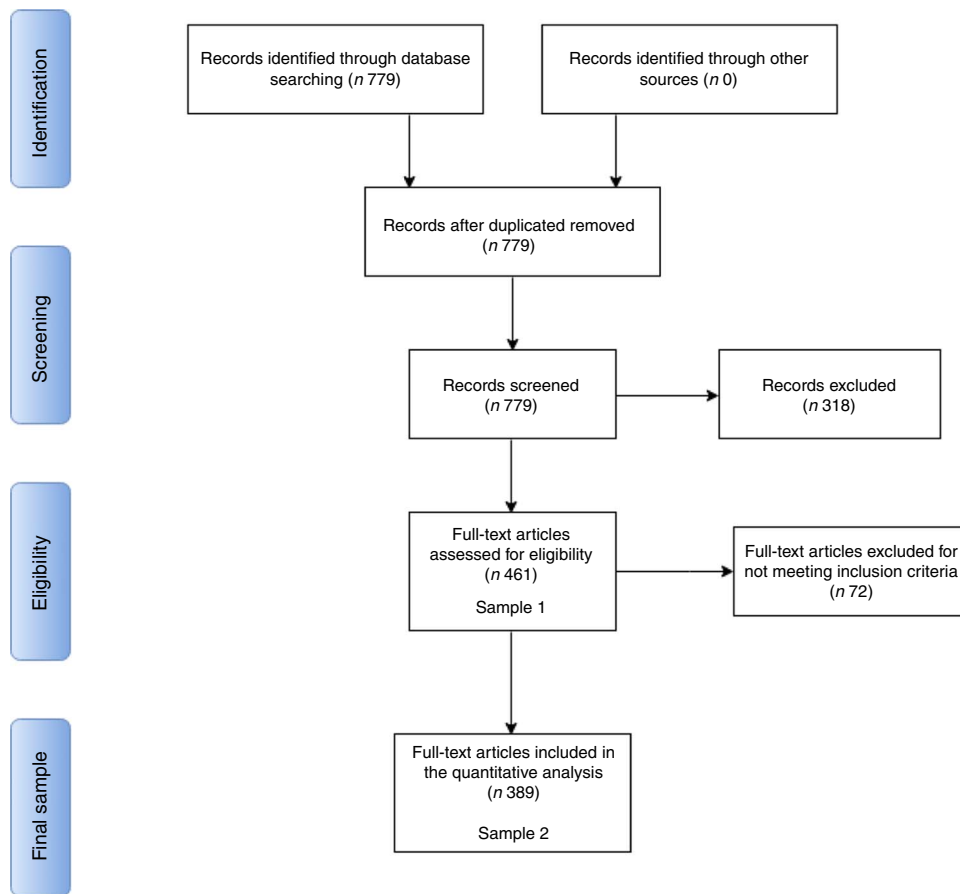 Identification
Records identified through database
searching (n 779)
Records identified through other
sources (n 0)
Records after duplicated removed
(n 779)
Screening
Records screened
(n 779)
Records excluded
(n 318)
Eligibility
Full-text articles
assessed for eligibility
(n 461)
Sample 1
Full-text articles excluded for
not meeting inclusion criteria
(n 72)
Final sample
Full-text articles included in
the quantitative analysis
(n 389)
Sample 2